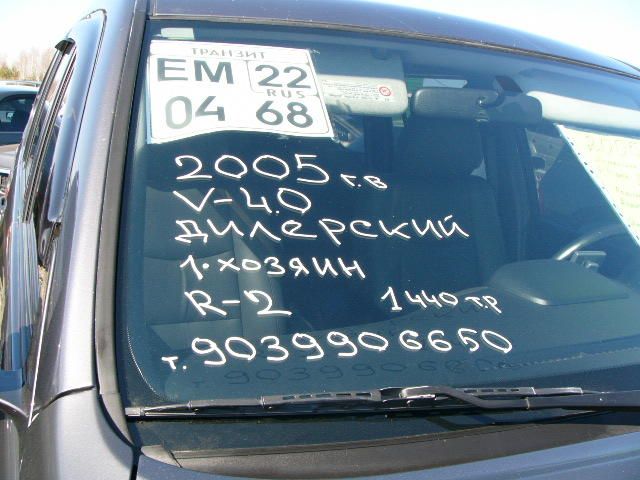 ТРАНЗИТ
ЕМ 22
RUS
04 68
2005 г.в
V-4.0
ДИЛЕРСКИЙ
1.ХОЗЯИН
R-2 1440 т.р
т. 9039906650